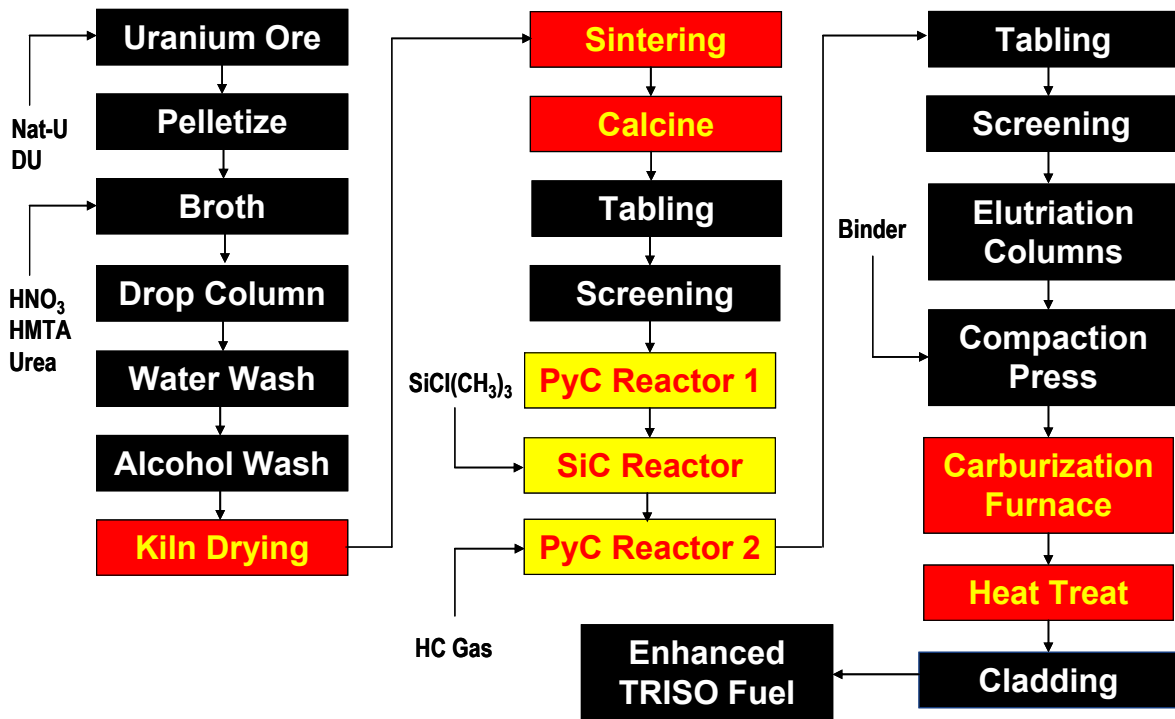 Uranium Ore
Nat-U
DU
Pelletize
Broth
HNO₃
HMTA
Urea
Drop Column
Water Wash
Alcohol Wash
Kiln Drying
Sintering
Calcine
Tabling
Screening
PyC Reactor 1
SiCl(CH₃)₃
SiC Reactor
PyC Reactor 2
HC Gas
Tabling
Screening
Elutriation
Columns
Binder
Compaction
Press
Carburization
Furnace
Heat Treat
Cladding
Enhanced
TRISO Fuel